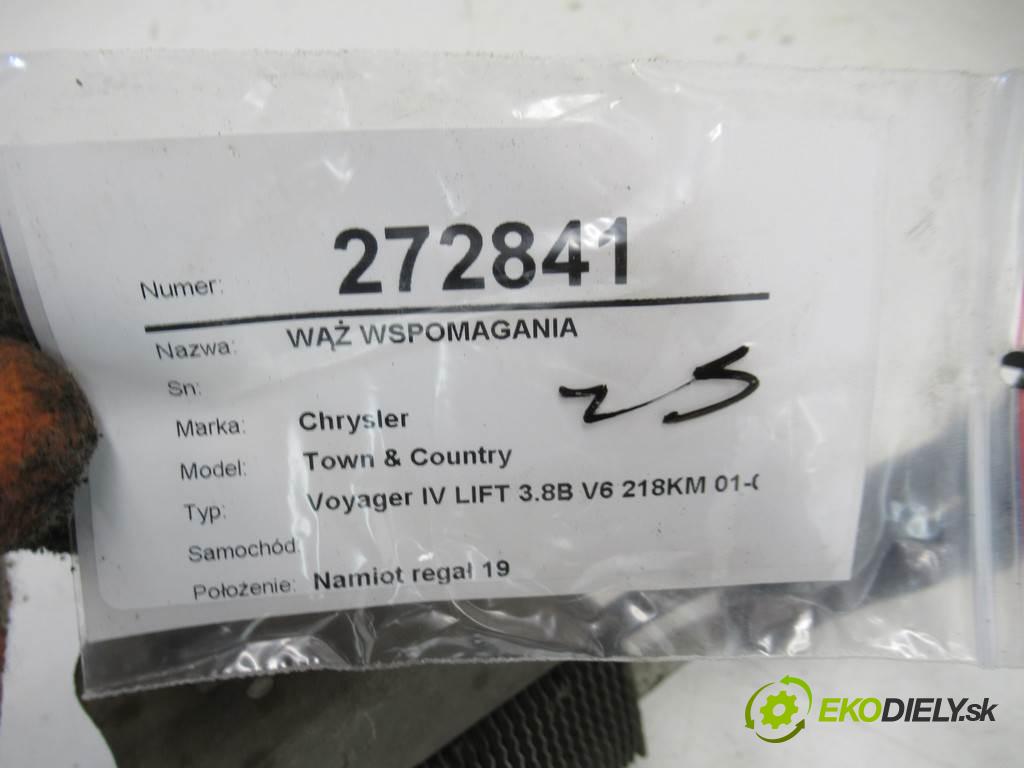 Numer: 272841
Nazwa: WĄŻ WSPOMAGANIA
Sn:
Marka: Chrysler
Model: Town & Country
Typ: Voyager IV LIFT 3.8B V6 218KM 01-
Samochód:
Położenie: Namiot regał 19
EKODIELY.sk